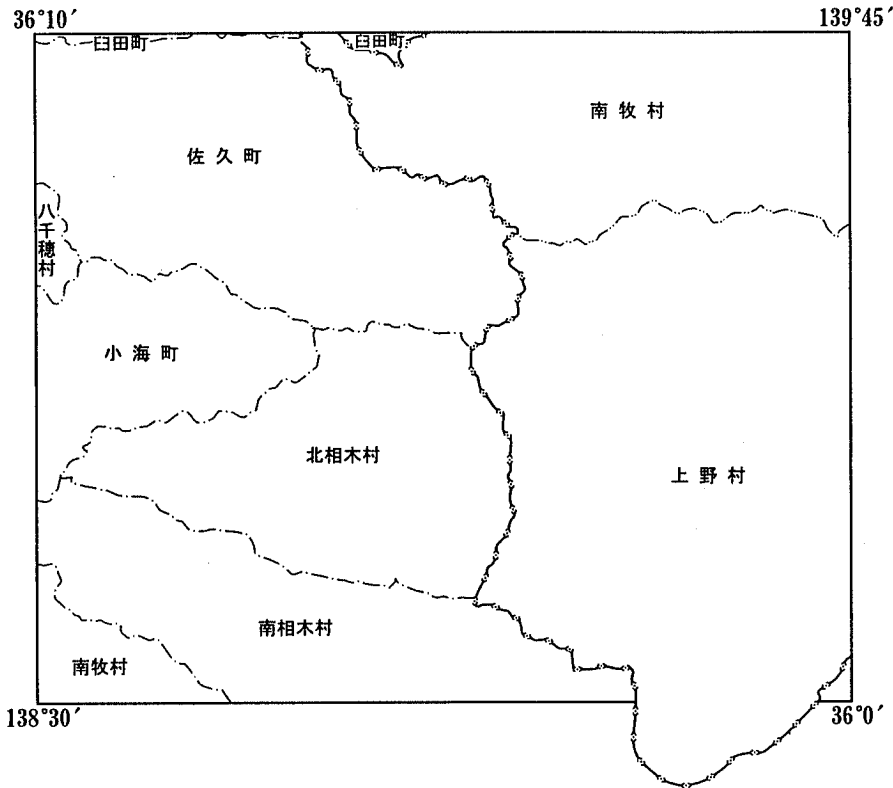 36°10′
139°45′
臼田町
臼田町
南牧村
佐久町
八千穂村
小海町
北相木村
上野村
南相木村
南牧村
138°30′
36°0′